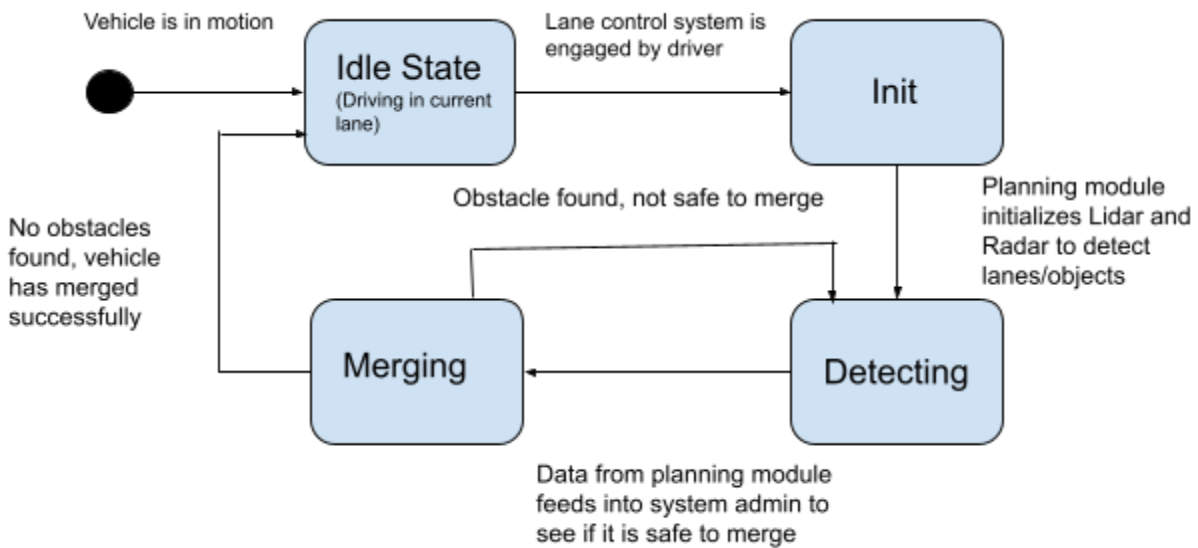 Vehicle is in motion
Lane control system is
engaged by driver
Idle State
(Driving in current
lane)
Init
Obstacle found, not safe to merge
Planning module
initializes Lidar and
Radar to detect
lanes/objects
No obstacles
found, vehicle
has merged
successfully
Merging
Detecting
Data from planning module
feeds into system admin to
see if it is safe to merge